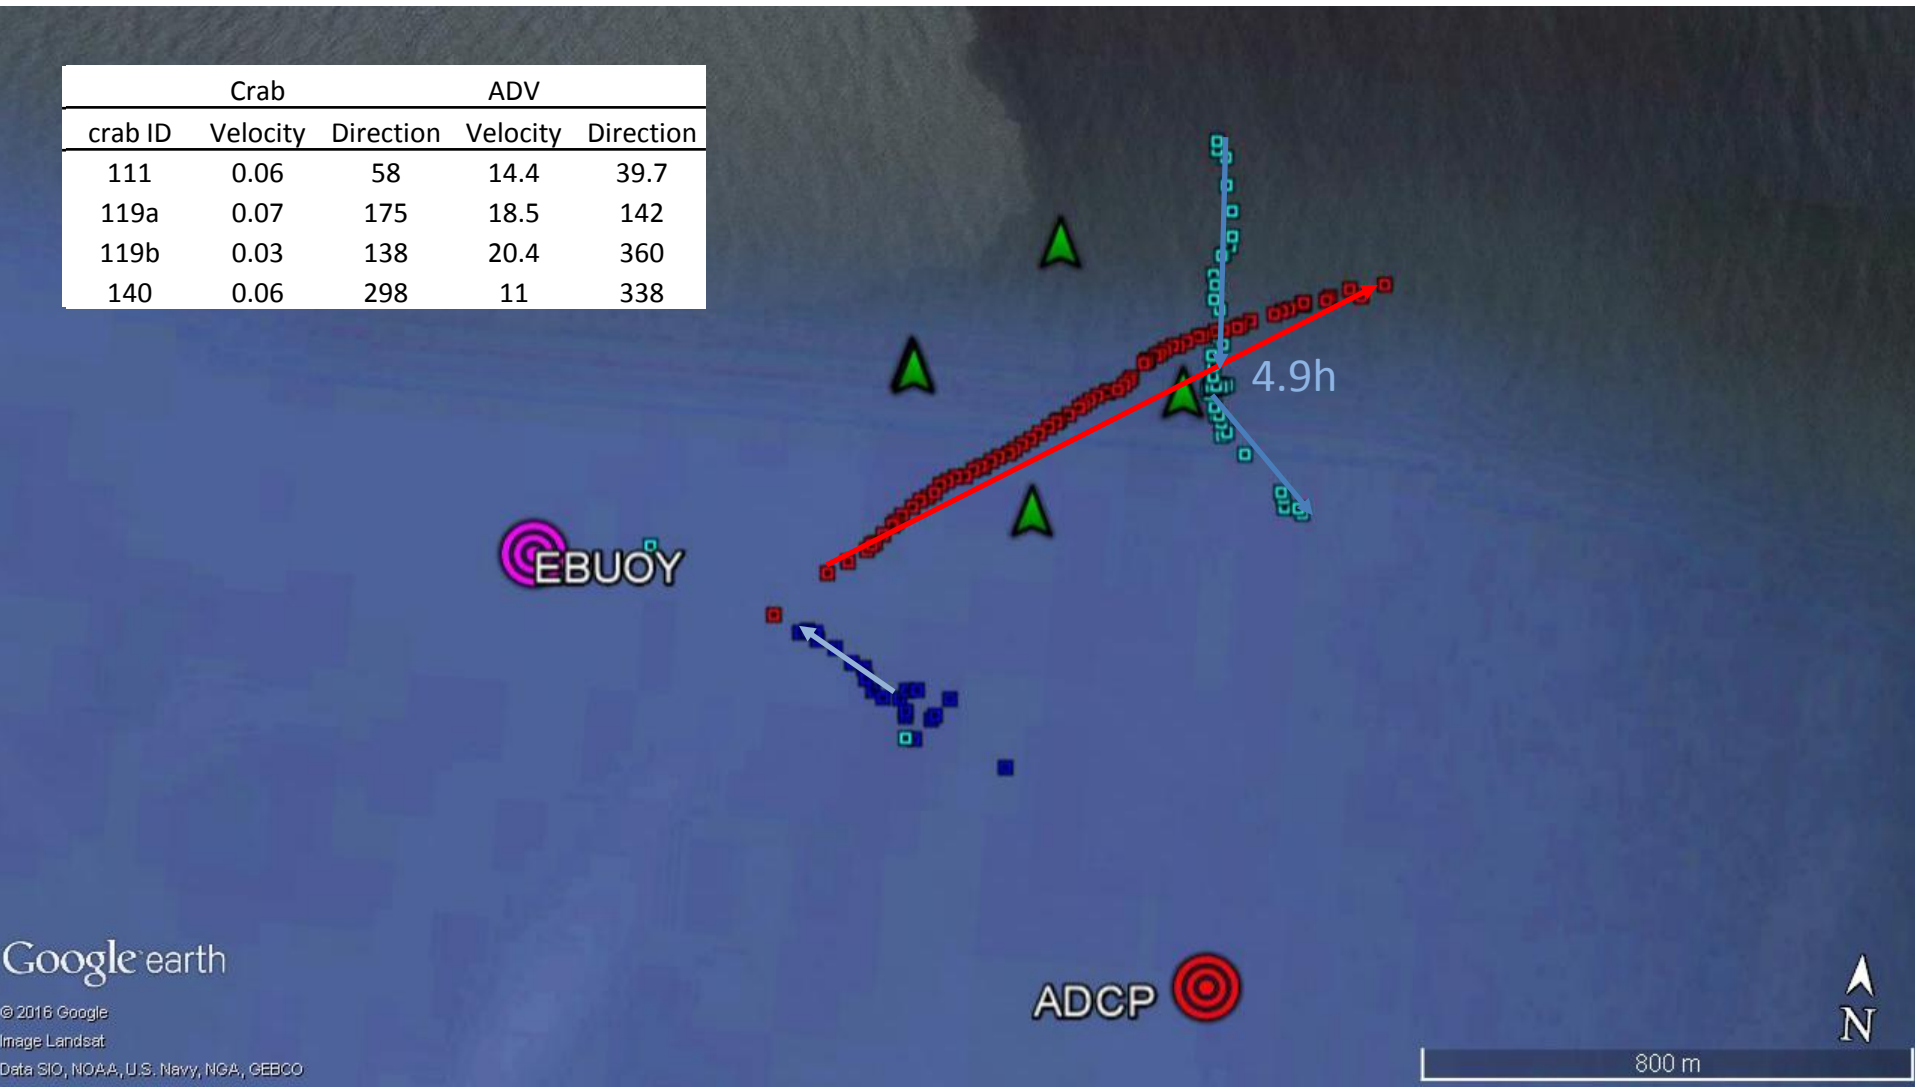 Crab ADV
crab ID Velocity Direction Velocity Direction
111 0.06 58 14.4 39.7
119a 0.07 175 18.5 142
119b 0.03 138 20.4 360
140 0.06 298 11 338
4.9h
EBUOY
ADCP
Google earth
© 2016 Google
Image Landsat
Data SIO, NOAA, U.S. Navy, NGA, GEBCO
N
800 m